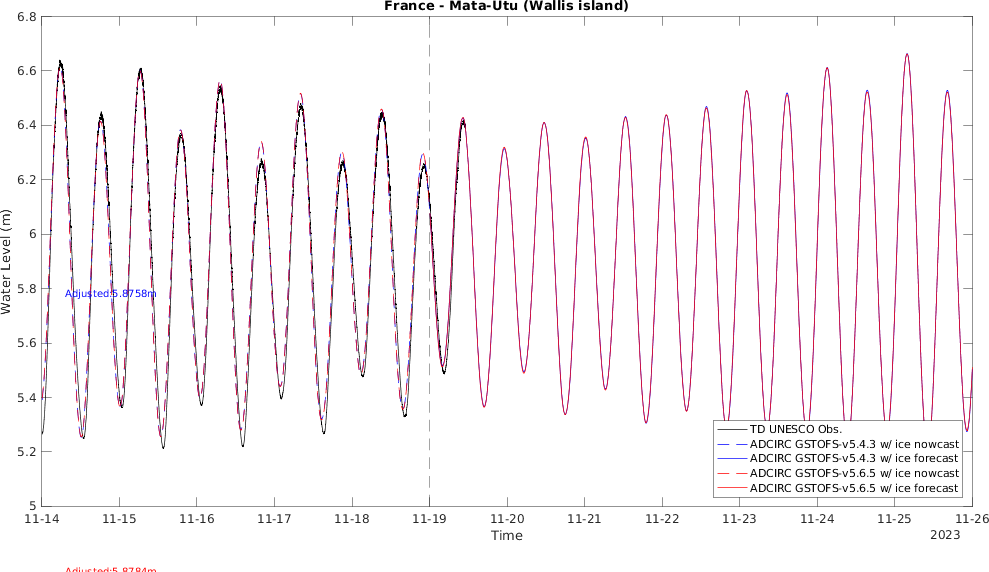 France - Mata-Utu (Wallis island)
6.8
6.6
6.4
6.2
6
5.8
5.6
5.4
5.2
5
Water Level (m)
Adjusted:5.8758m
TD UNESCO Obs.
ADCIRC GSTOFS-v5.4.3 w/ ice nowcast
ADCIRC GSTOFS-v5.4.3 w/ ice forecast
ADCIRC GSTOFS-v5.6.5 w/ ice nowcast
ADCIRC GSTOFS-v5.6.5 w/ ice forecast
11-14 11-15 11-16 11-17 11-18 11-19 11-20 11-21 11-22 11-23 11-24 11-25 11-26
Time
2023
Adjusted:5.8784m